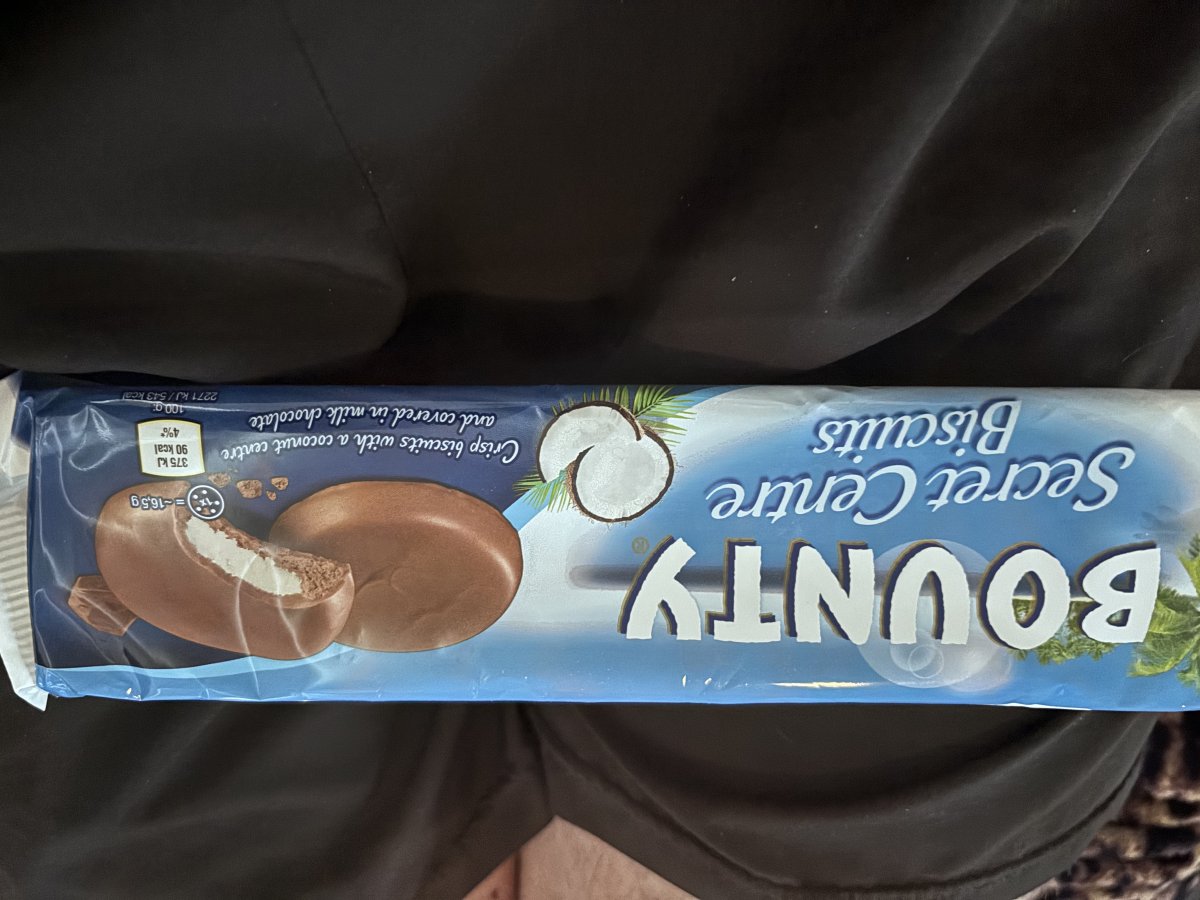 BOUNTY®
Secret Centre
Biscuits
Crisp biscuits with a coconut centre
and covered in milk chocolate
1x = ~16,5 g
375 kJ
90 kcal
4%*
100 g:
2271 kJ / 543 kcal